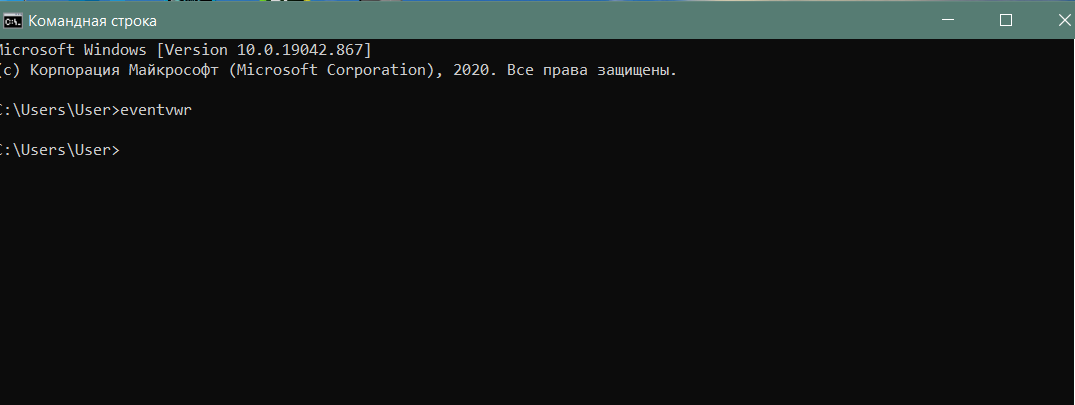 Командная строка
Microsoft Windows [Version 10.0.19042.867]
(c) Корпорация Майкрософт (Microsoft Corporation), 2020. Все права защищены.
C:\Users\User>eventvwr
C:\Users\User>